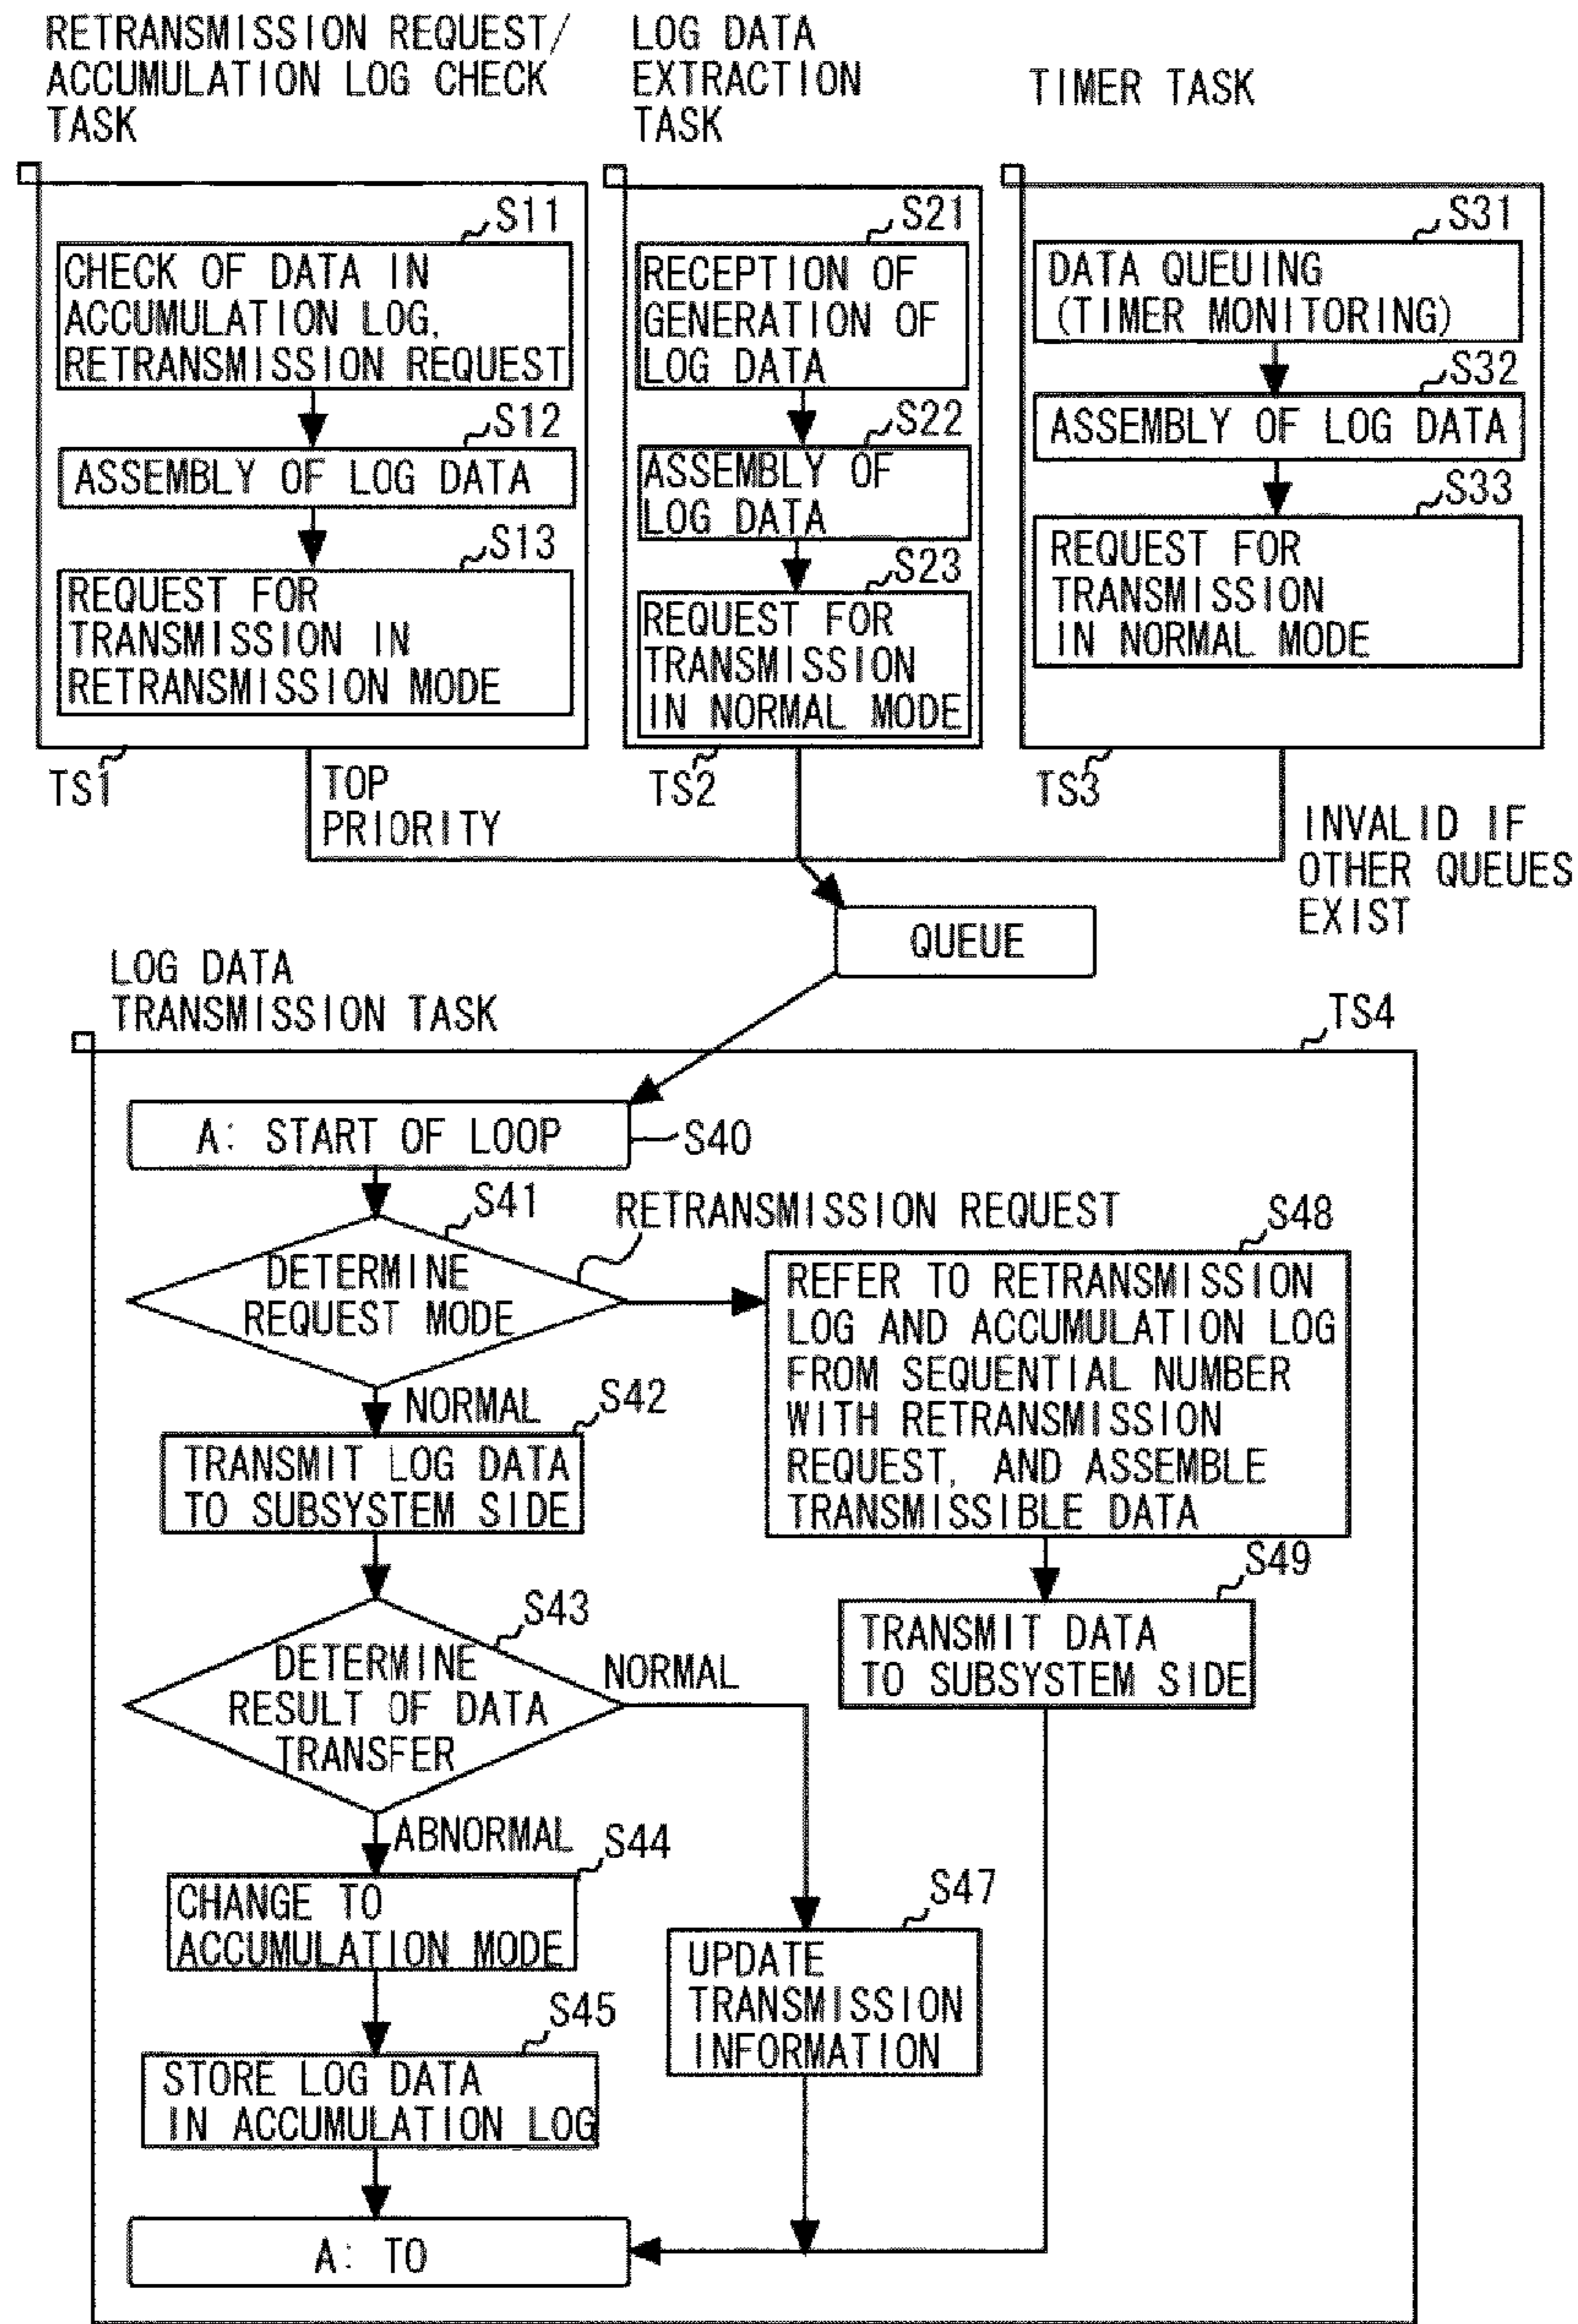 RETRANSMISSION REQUEST/
ACCUMULATION LOG CHECK
TASK
LOG DATA
EXTRACTION
TASK
TIMER TASK
S11
CHECK OF DATA IN
ACCUMULATION LOG,
RETRANSMISSION REQUEST
S12
ASSEMBLY OF LOG DATA
S13
REQUEST FOR
TRANSMISSION IN
RETRANSMISSION MODE
TS1
TOP
PRIORITY
S21
RECEPTION OF
GENERATION OF
LOG DATA
S22
ASSEMBLY OF
LOG DATA
S23
REQUEST FOR
TRANSMISSION
IN NORMAL MODE
TS2
S31
DATA QUEUING
(TIMER MONITORING)
S32
ASSEMBLY OF LOG DATA
S33
REQUEST FOR
TRANSMISSION
IN NORMAL MODE
TS3
INVALID IF
OTHER QUEUES
EXIST
QUEUE
LOG DATA
TRANSMISSION TASK
TS4
A: START OF LOOP
S40
S41
DETERMINE
REQUEST MODE
RETRANSMISSION REQUEST
S48
REFER TO RETRANSMISSION
LOG AND ACCUMULATION LOG
FROM SEQUENTIAL NUMBER
WITH RETRANSMISSION
REQUEST, AND ASSEMBLE
TRANSMISSIBLE DATA
NORMAL
S42
TRANSMIT LOG DATA
TO SUBSYSTEM SIDE
S49
TRANSMIT DATA
TO SUBSYSTEM SIDE
S43
DETERMINE
RESULT OF DATA
TRANSFER
NORMAL
ABNORMAL
S44
CHANGE TO
ACCUMULATION MODE
S47
UPDATE
TRANSMISSION
INFORMATION
S45
STORE LOG DATA
IN ACCUMULATION LOG
A: TO